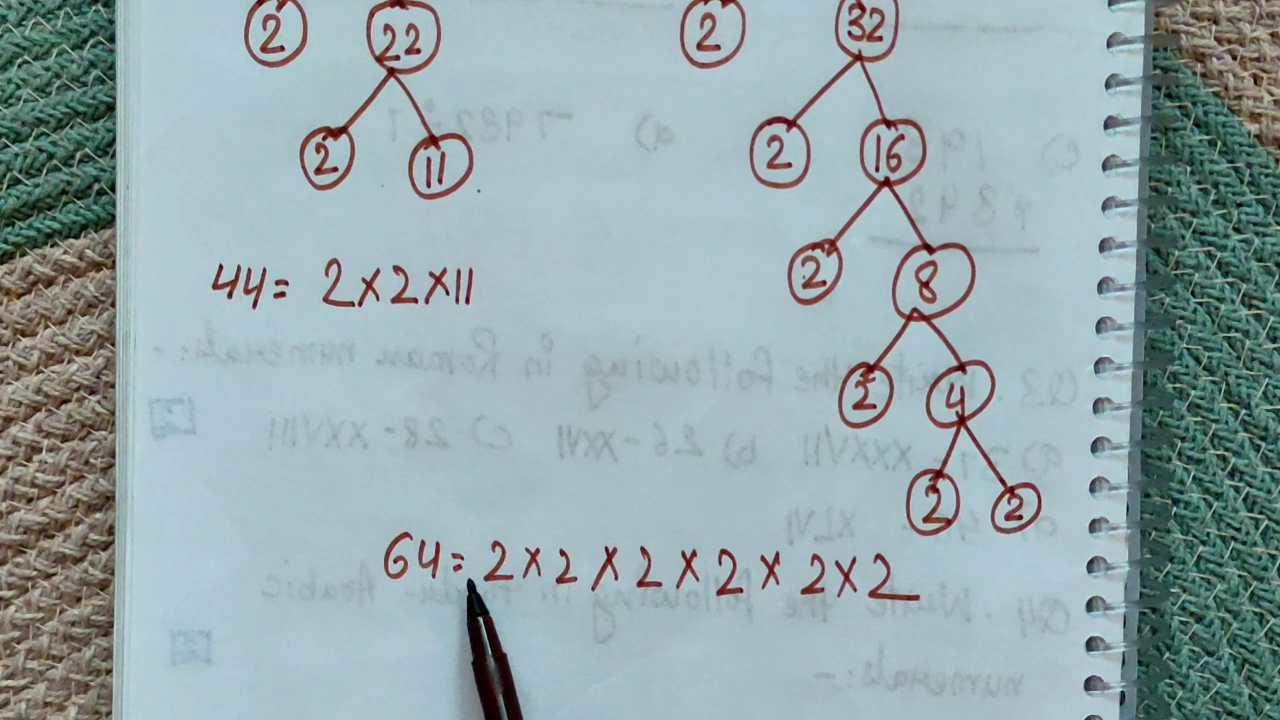 2 22 2 32
2 11 2 16
44 = 2×2×11 2 8
2 4
2 2
64 = 2 × 2 × 2 × 2 × 2 × 2